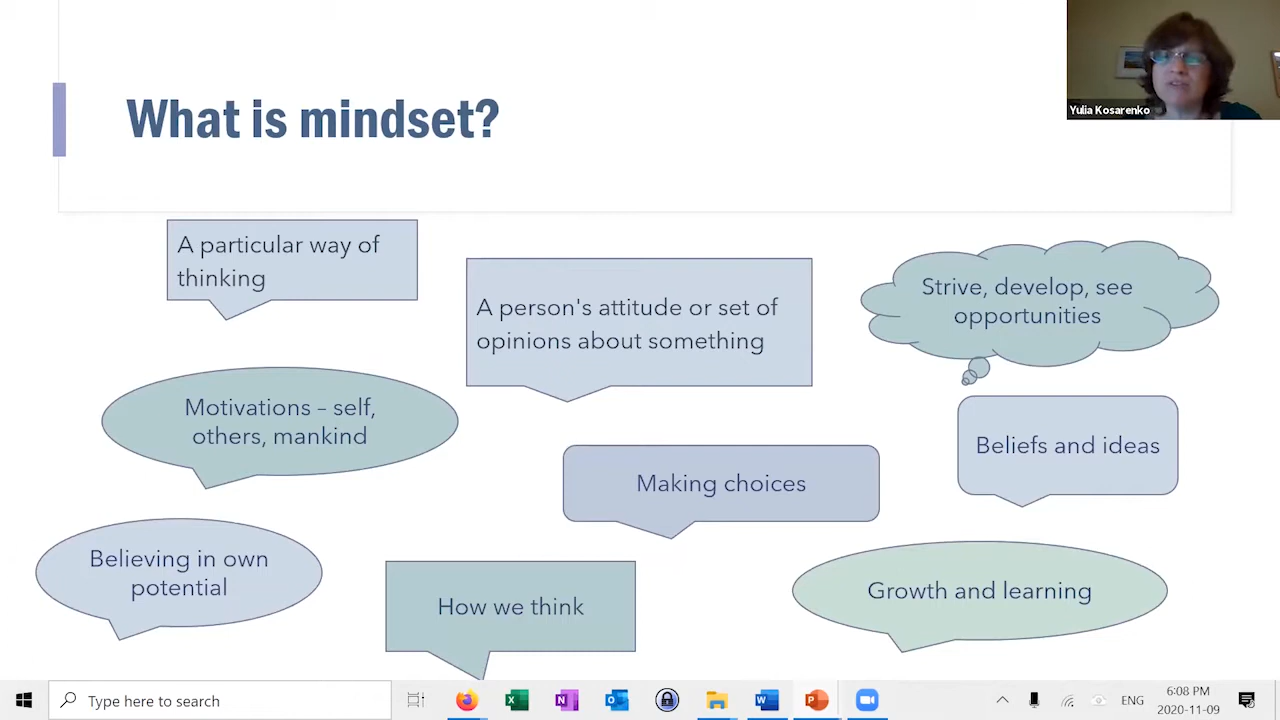 What is mindset?
Yulia Kosarenko
A particular way of
thinking
A person's attitude or set of
opinions about something
Strive, develop, see
opportunities
Motivations – self,
others, mankind
Beliefs and ideas
Making choices
Believing in own
potential
How we think
Growth and learning
Type here to search
ENG
6:08 PM
2020-11-09